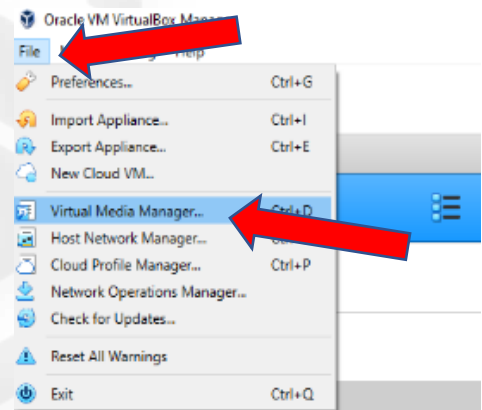 Oracle VM VirtualBox
File Help
Preferences... Ctrl+G
Import Appliance... Ctrl+I
Export Appliance... Ctrl+E
New Cloud VM...
Virtual Media Manager... Ctrl+D
Host Network Manager...
Cloud Profile Manager... Ctrl+P
Network Operations Manager...
Check for Updates...
Reset All Warnings
Exit Ctrl+Q